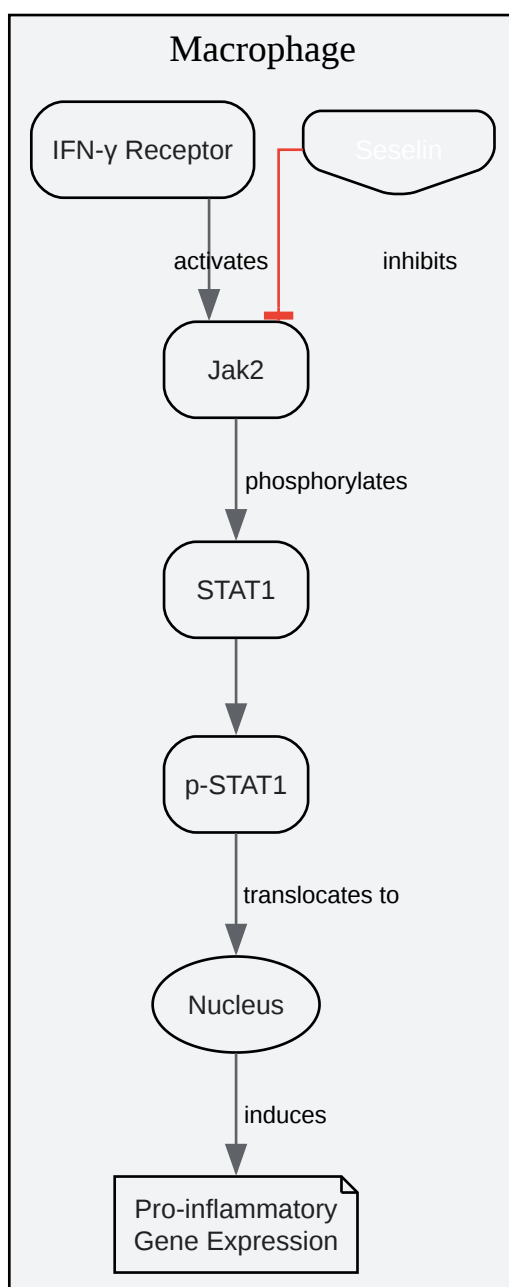 Macrophage
IFN-γ Receptor
Seselin
activates
inhibits
Jak2
phosphorylates
STAT1
p-STAT1
translocates to
Nucleus
induces
Pro-inflammatory
Gene Expression